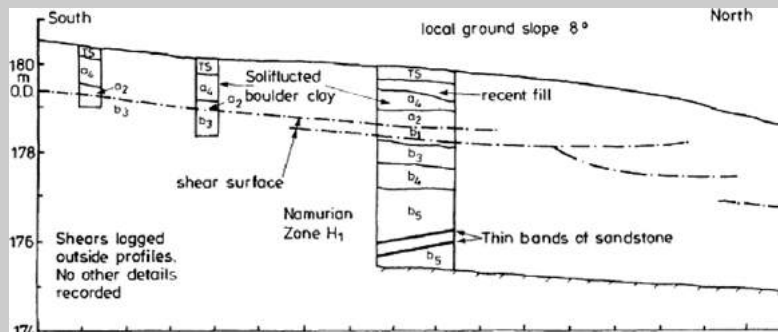 South
North
local ground slope 8°
180
m
O.D
178
176
174
TS
a4
a2
b3
TS
a4
a2
b3
Soliflucted
boulder clay
TS
a4
a2
b1
b3
b4
b5
b5
recent fill
shear surface
Namurian
Zone H1
Thin bands of sandstone
Shears logged
outside profiles.
No other details
recorded